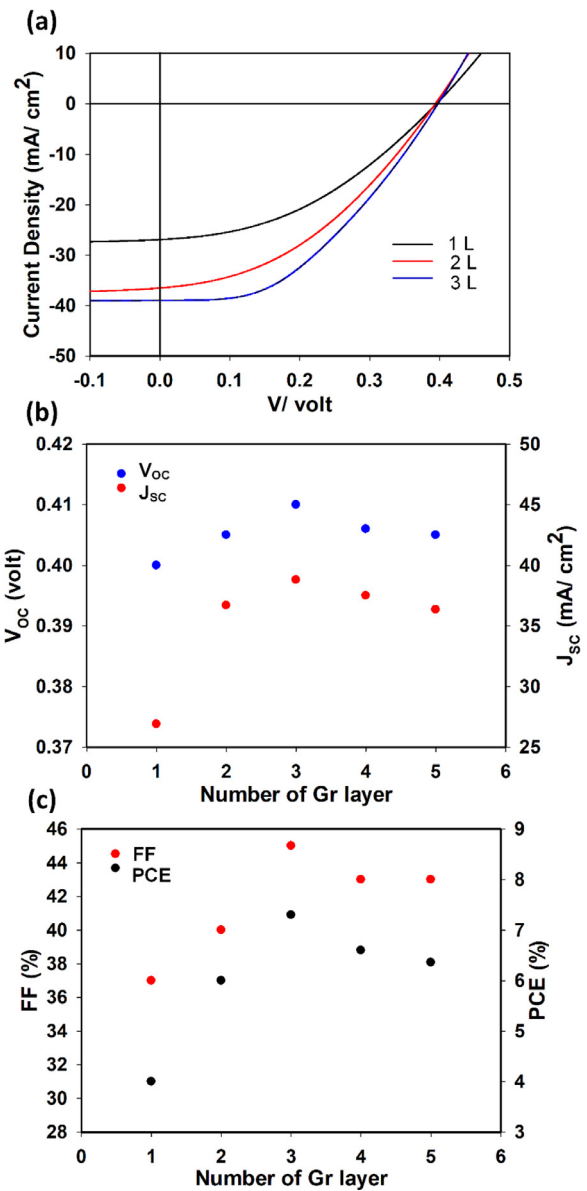 (a)
10
0
-10
-20
-30
-40
-50
Current Density (mA/ cm²)
1 L
2 L
3 L
-0.1 0.0 0.1 0.2 0.3 0.4 0.5
V/ volt
(b)
0.42
0.41
0.40
0.39
0.38
0.37
V_OC (volt)
V_OC
J_SC
50
45
40
35
30
25
J_SC (mA/ cm²)
0 1 2 3 4 5 6
Number of Gr layer
(c)
46
44
42
40
38
36
34
32
30
28
FF (%)
FF
PCE
9
8
7
6
5
4
3
PCE (%)
0 1 2 3 4 5 6
Number of Gr layer